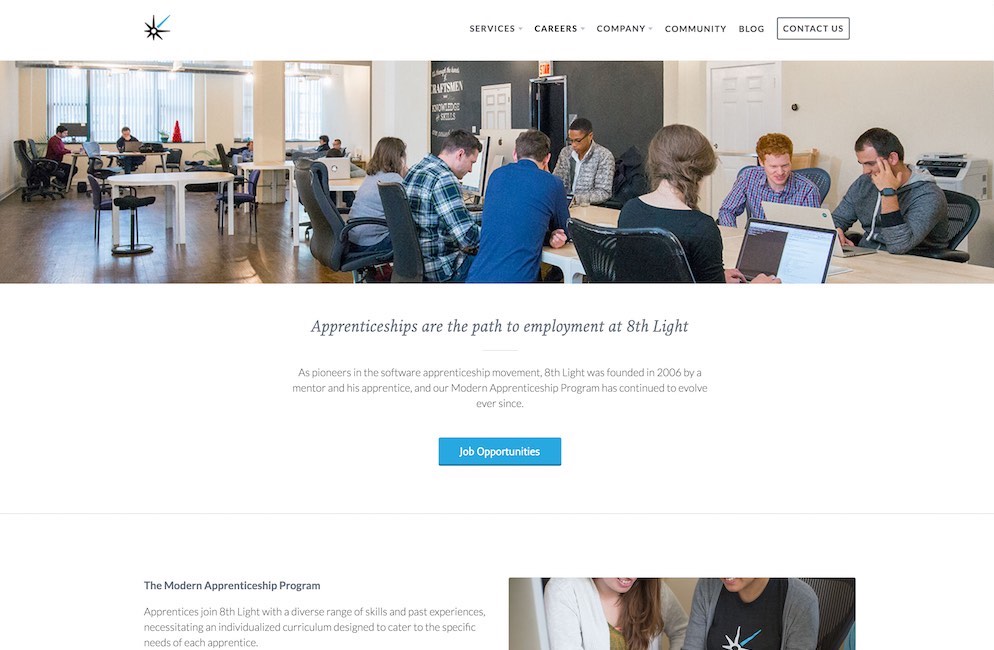 SERVICES CAREERS COMPANY COMMUNITY BLOG CONTACT US
CRAFTSMEN
KNOWLEDGE
SKILLS
EXIT
Apprenticeships are the path to employment at 8th Light
As pioneers in the software apprenticeship movement, 8th Light was founded in 2006 by a
mentor and his apprentice, and our Modern Apprenticeship Program has continued to evolve
ever since.
Job Opportunities
The Modern Apprenticeship Program
Apprentices join 8th Light with a diverse range of skills and past experiences,
necessitating an individualized curriculum designed to cater to the specific
needs of each apprentice.